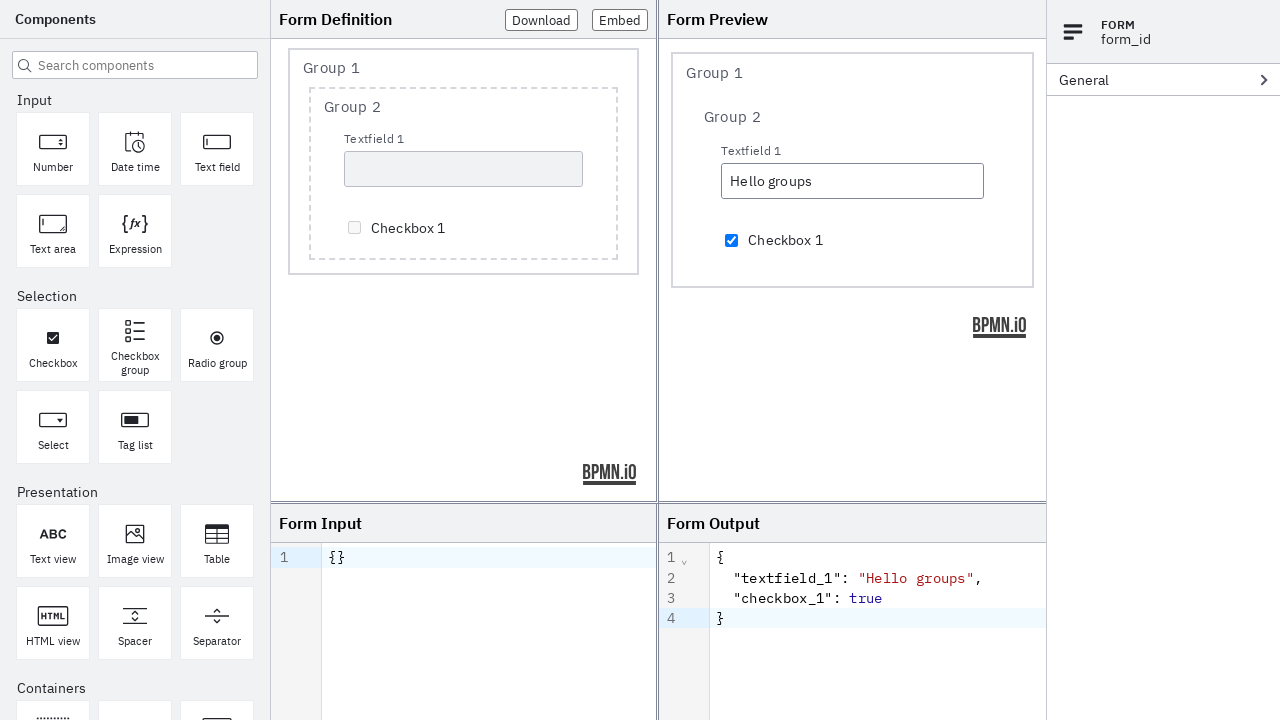 Components
Search components
Input
Number
Date time
Text field
Text area
Expression
Selection
Checkbox
Checkbox
group
Radio group
Select
Tag list
Presentation
ABC
Text view
Image view
Table
HTML
HTML view
Spacer
Separator
Containers
Form Definition
Download
Embed
Group 1
Group 2
Textfield 1
Checkbox 1
BPMN.iO
Form Preview
Group 1
Group 2
Textfield 1
Hello groups
Checkbox 1
BPMN.iO
Form Input
1
{}
Form Output
1 {
2 "textfield_1": "Hello groups",
3 "checkbox_1": true
4 }
FORM
form_id
General